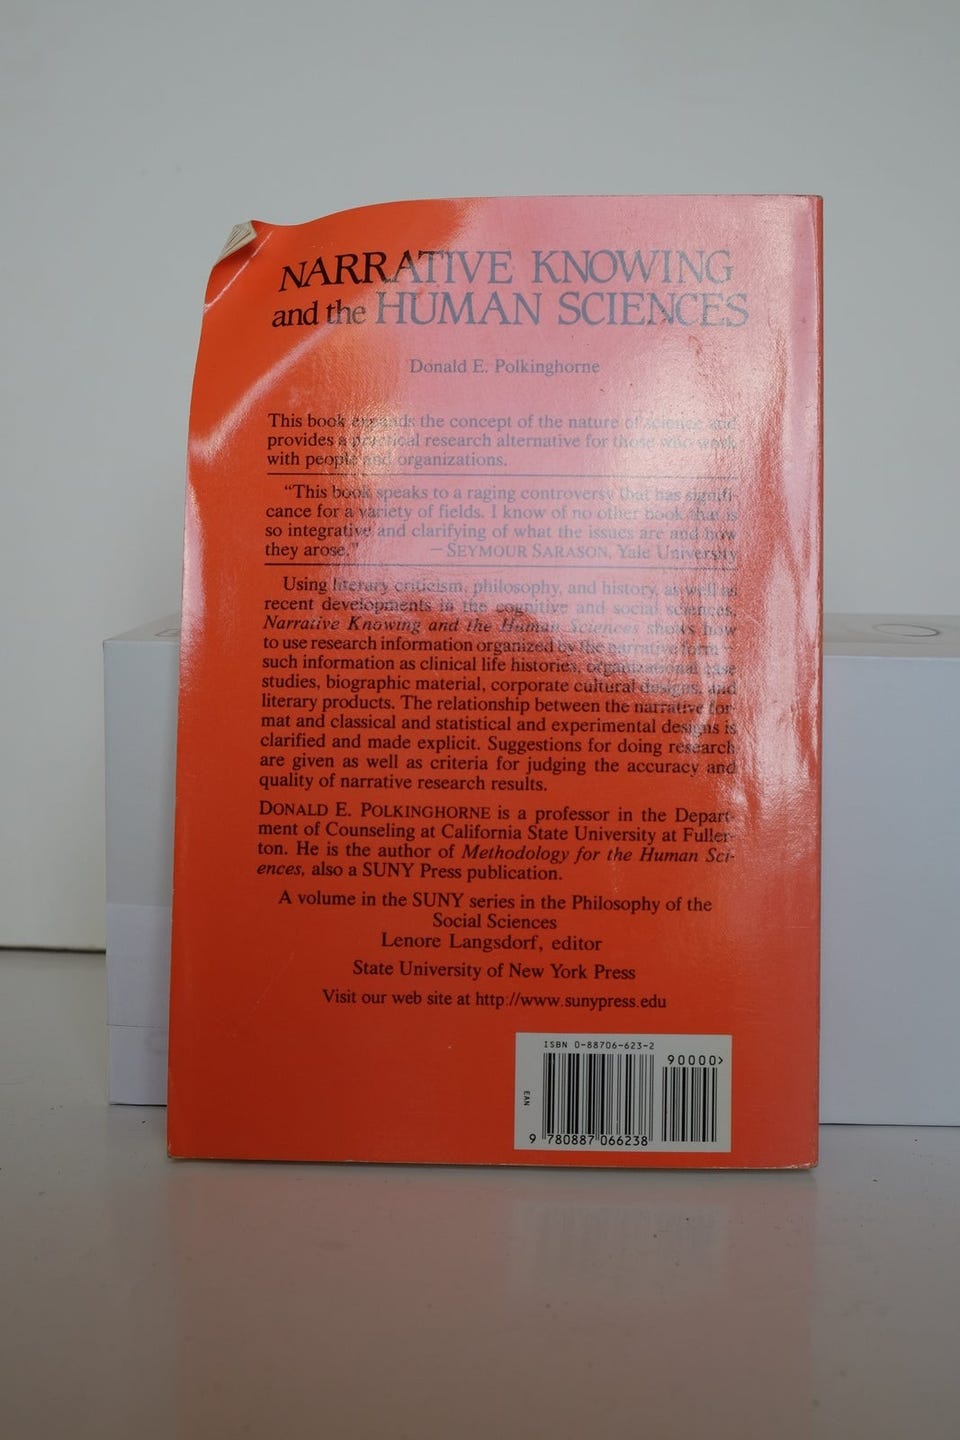 NARRATIVE KNOWING
and the HUMAN SCIENCES
Donald E. Polkinghorne
This book expands the concept of the nature of science and
provides a practical research alternative for those who work
with people and organizations.
“This book speaks to a raging controversy that has signifi-
cance for a variety of fields. I know of no other book that is
so integrative and clarifying of what the issues are and how
they arose.” — SEYMOUR SARASON, Yale University
Using literary criticism, philosophy, and history, as well as
recent developments in the cognitive and social sciences,
Narrative Knowing and the Human Sciences shows how
to use research information organized by the narrative form—
such information as clinical life histories, organizational case
studies, biographic material, corporate cultural designs, and
literary products. The relationship between the narrative for-
mat and classical and statistical and experimental designs is
clarified and made explicit. Suggestions for doing research
are given as well as criteria for judging the accuracy and
quality of narrative research results.
DONALD E. POLKINGHORNE is a professor in the Depart-
ment of Counseling at California State University at Fuller-
ton. He is the author of Methodology for the Human Sci-
ences, also a SUNY Press publication.
A volume in the SUNY series in the Philosophy of the
Social Sciences
Lenore Langsdorf, editor
State University of New York Press
Visit our web site at http://www.sunypress.edu
ISBN 0-88706-623-2
90000>
EAN
9 780887 066238